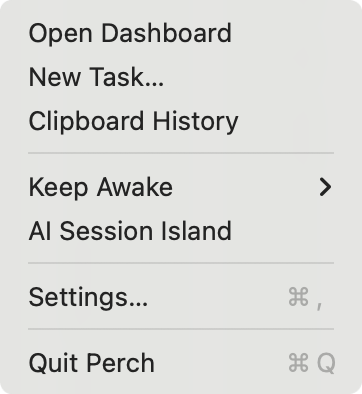 Open Dashboard
New Task...
Clipboard History
Keep Awake
AI Session Island
Settings... ⌘ ,
Quit Perch ⌘ Q